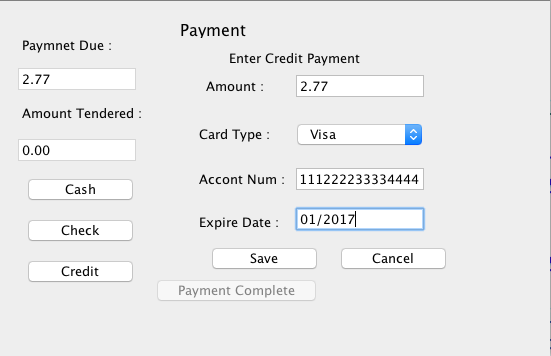 Payment
Paymnet Due :
2.77
Amount Tendered :
0.00
Cash
Check
Credit
Enter Credit Payment
Amount :
2.77
Card Type :
Visa
Accont Num :
111222233334444
Expire Date :
01/2017
Save
Cancel
Payment Complete